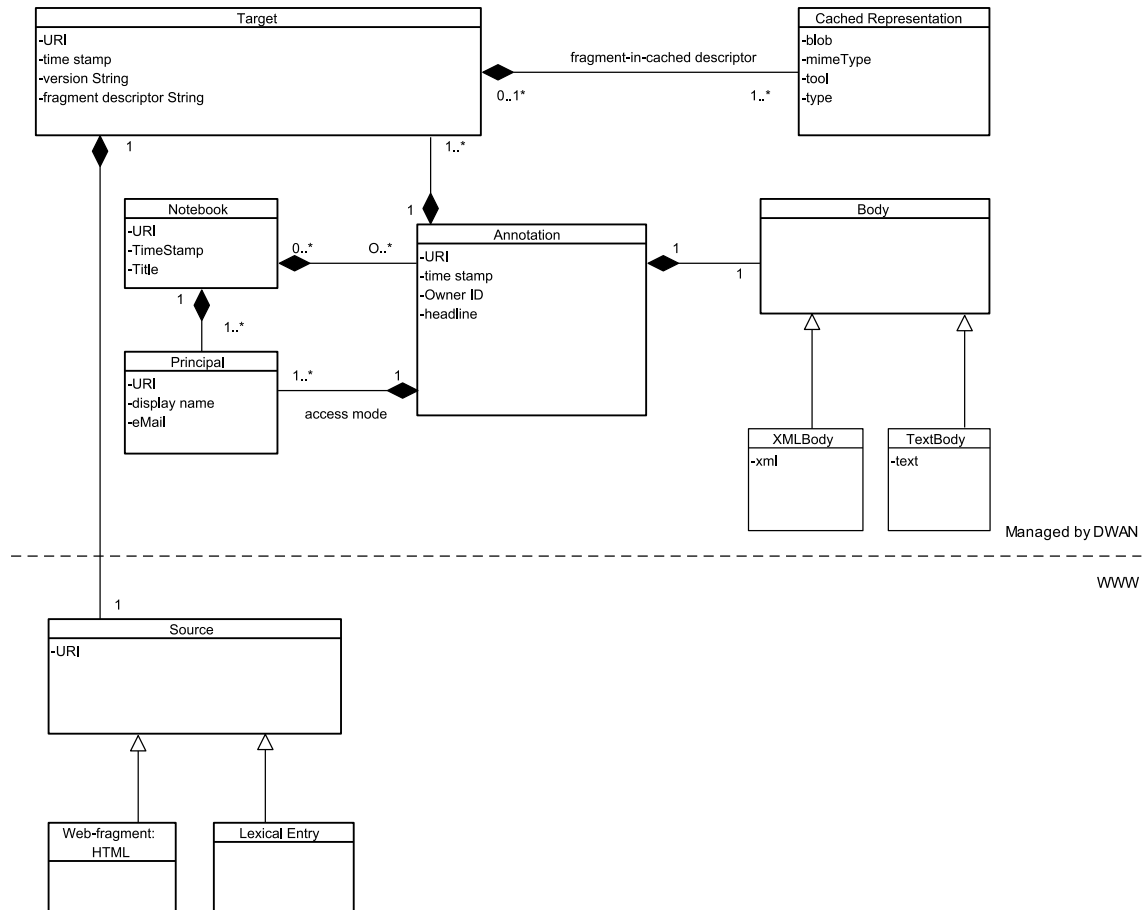 Target
-URI
-time stamp
-version String
-fragment descriptor String
Cached Representation
-blob
-mimeType
-tool
-type
fragment-in-cached descriptor
0..1*
1..*
1
1..*
Notebook
-URI
-TimeStamp
-Title
0..*
O..*
1
Annotation
-URI
-time stamp
-Owner ID
-headline
1
1
Body
1
1..*
Principal
-URI
-display name
-eMail
1..*
1
access mode
XMLBody
-xml
TextBody
-text
Managed by DWAN
WWW
1
Source
-URI
Web-fragment:
HTML
Lexical Entry